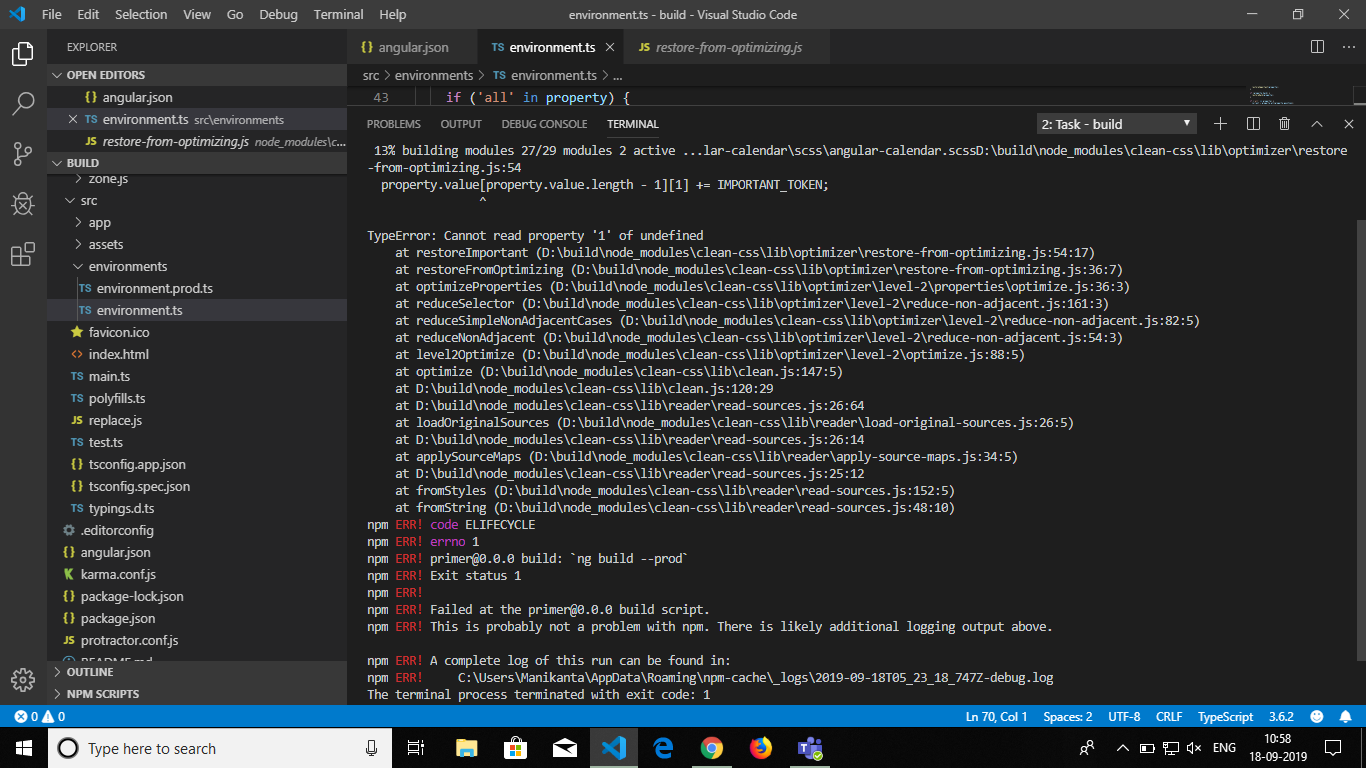 File Edit Selection View Go Debug Terminal Help
environment.ts - build - Visual Studio Code
EXPLORER
OPEN EDITORS
{} angular.json
TS environment.ts src\environments
JS restore-from-optimizing.js node_modules\c...
BUILD
zone.js
src
app
assets
environments
TS environment.prod.ts
TS environment.ts
favicon.ico
<> index.html
TS main.ts
TS polyfills.ts
JS replace.js
TS test.ts
{} tsconfig.app.json
{} tsconfig.spec.json
TS typings.d.ts
.editorconfig
{} angular.json
karma.conf.js
{} package-lock.json
{} package.json
JS protractor.conf.js
README.md
OUTLINE
NPM SCRIPTS
{} angular.json
TS environment.ts
JS restore-from-optimizing.js
src > environments > TS environment.ts > ...
43 if ('all' in property) {
PROBLEMS OUTPUT DEBUG CONSOLE TERMINAL
2: Task - build
13% building modules 27/29 modules 2 active ...lar-calendar\scss\angular-calendar.scssD:\build\node_modules\clean-css\lib\optimizer\restore
-from-optimizing.js:54
property.value[property.value.length - 1][1] += IMPORTANT_TOKEN;
^
TypeError: Cannot read property '1' of undefined
at restoreImportant (D:\build\node_modules\clean-css\lib\optimizer\restore-from-optimizing.js:54:17)
at restoreFromOptimizing (D:\build\node_modules\clean-css\lib\optimizer\restore-from-optimizing.js:36:7)
at optimizeProperties (D:\build\node_modules\clean-css\lib\optimizer\level-2\properties\optimize.js:36:3)
at reduceSelector (D:\build\node_modules\clean-css\lib\optimizer\level-2\reduce-non-adjacent.js:161:3)
at reduceSimpleNonAdjacentCases (D:\build\node_modules\clean-css\lib\optimizer\level-2\reduce-non-adjacent.js:82:5)
at reduceNonAdjacent (D:\build\node_modules\clean-css\lib\optimizer\level-2\reduce-non-adjacent.js:54:3)
at level2Optimize (D:\build\node_modules\clean-css\lib\optimizer\level-2\optimize.js:88:5)
at optimize (D:\build\node_modules\clean-css\lib\clean.js:147:5)
at D:\build\node_modules\clean-css\lib\clean.js:120:29
at D:\build\node_modules\clean-css\lib\reader\read-sources.js:26:64
at loadOriginalSources (D:\build\node_modules\clean-css\lib\reader\load-original-sources.js:26:5)
at D:\build\node_modules\clean-css\lib\reader\read-sources.js:26:14
at applySourceMaps (D:\build\node_modules\clean-css\lib\reader\apply-source-maps.js:34:5)
at D:\build\node_modules\clean-css\lib\reader\read-sources.js:25:12
at fromStyles (D:\build\node_modules\clean-css\lib\reader\read-sources.js:152:5)
at fromString (D:\build\node_modules\clean-css\lib\reader\read-sources.js:48:10)
npm ERR! code ELIFECYCLE
npm ERR! errno 1
npm ERR! primer@0.0.0 build: `ng build --prod`
npm ERR! Exit status 1
npm ERR!
npm ERR! Failed at the primer@0.0.0 build script.
npm ERR! This is probably not a problem with npm. There is likely additional logging output above.
npm ERR! A complete log of this run can be found in:
npm ERR! C:\Users\Manikanta\AppData\Roaming\npm-cache\_logs\2019-09-18T05_23_18_747Z-debug.log
The terminal process terminated with exit code: 1
0 0
Ln 70, Col 1 Spaces: 2 UTF-8 CRLF TypeScript 3.6.2
Type here to search
ENG
10:58
18-09-2019